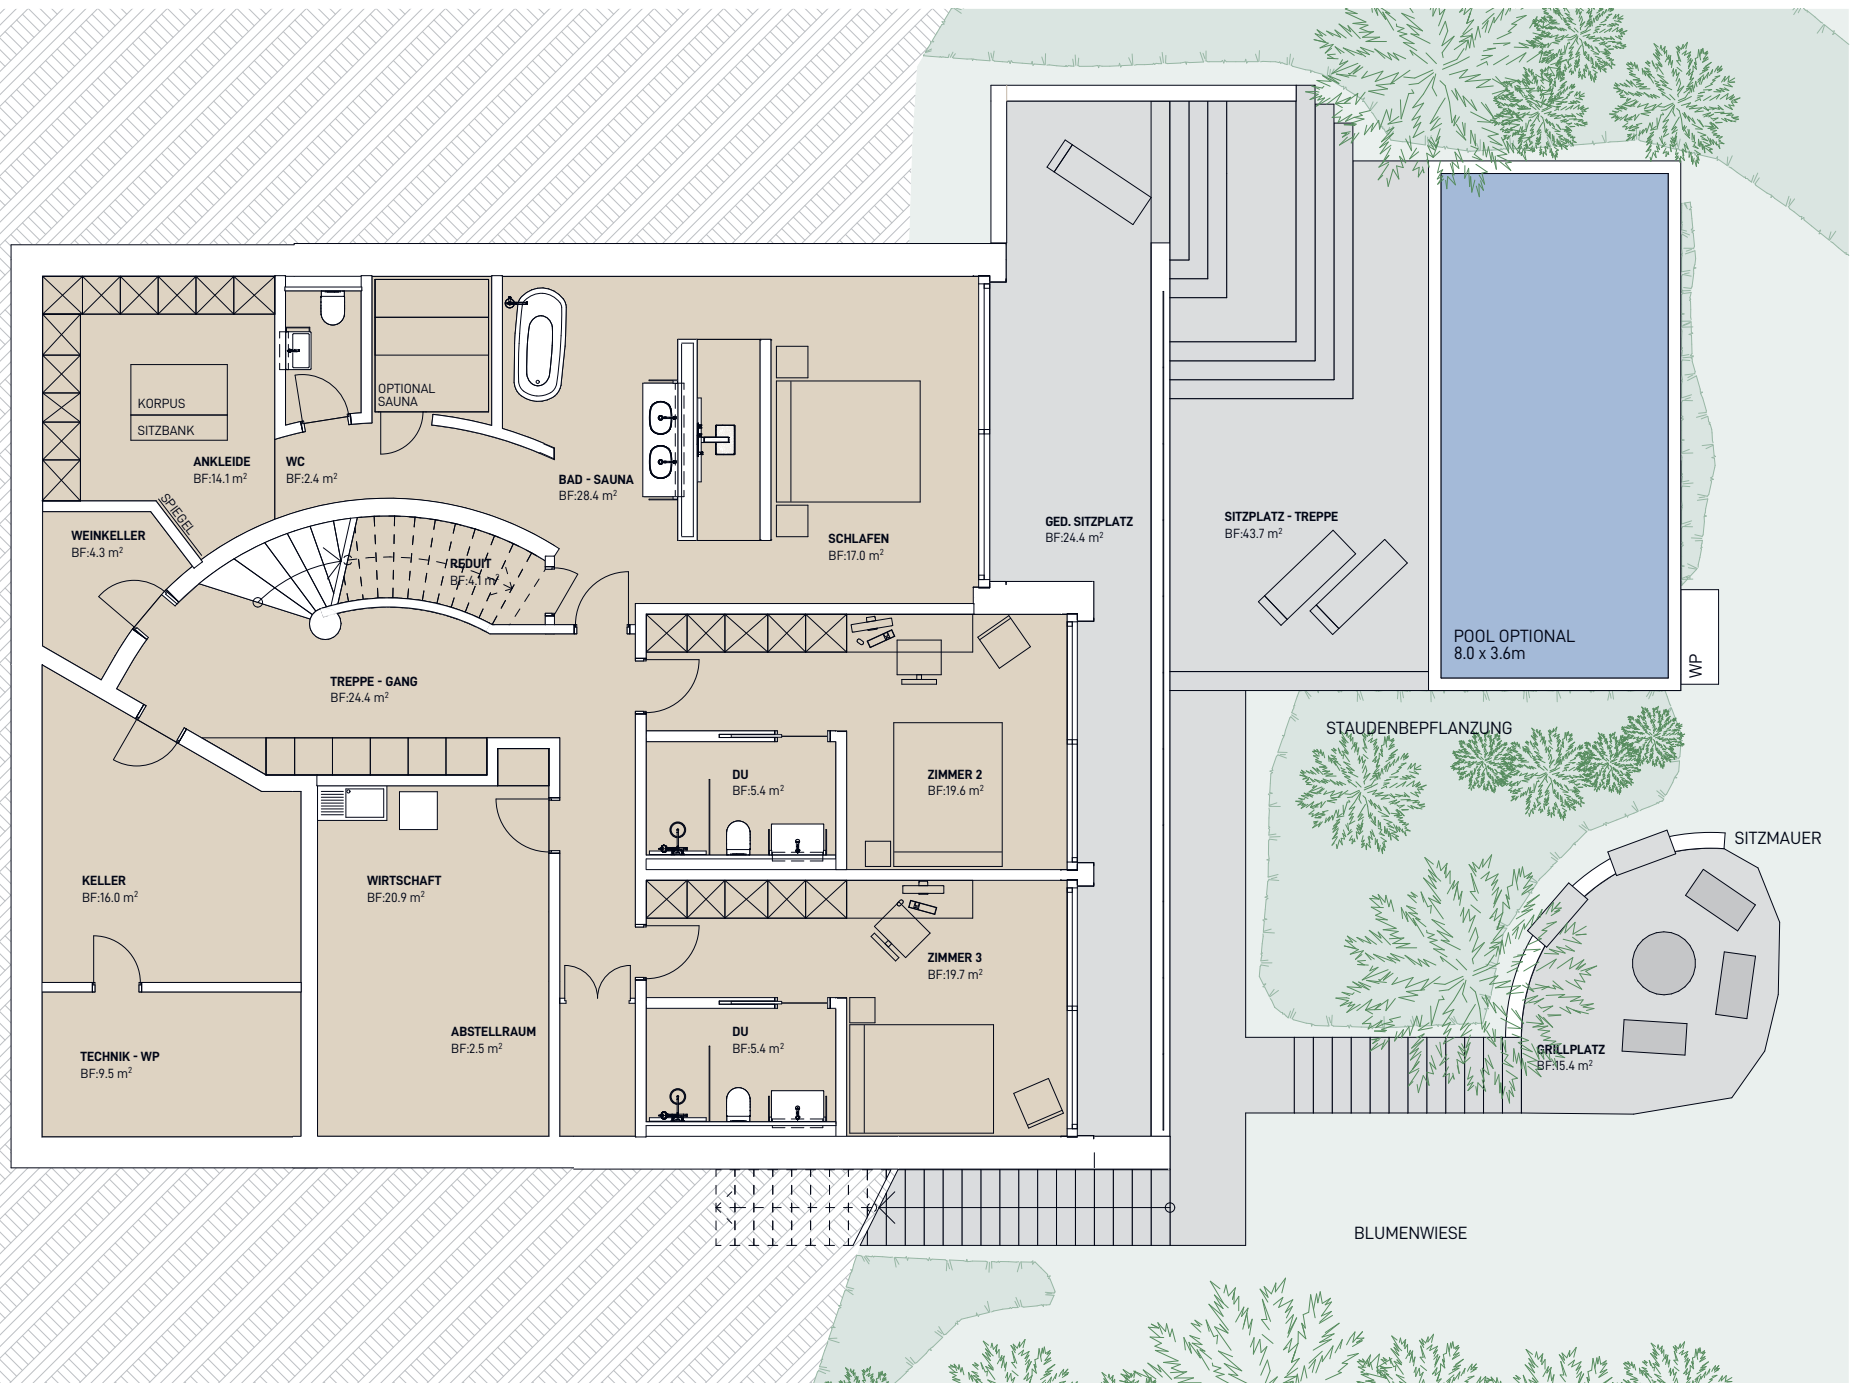 OPTIONAL
SAUNA
KORPUS
SITZBANK
ANKLEIDE
BF:14.1 m²
WC
BF:2.4 m²
BAD - SAUNA
BF:28.4 m²
SPIEGEL
WEINKELLER
BF:4.3 m²
REDUIT
BF:4.1 m²
SCHLAFEN
BF:17.0 m²
GED. SITZPLATZ
BF:24.4 m²
SITZPLATZ - TREPPE
BF:43.7 m²
POOL OPTIONAL
8.0 x 3.6m
WP
TREPPE - GANG
BF:24.4 m²
STAUDENBEPFLANZUNG
DU
BF:5.4 m²
ZIMMER 2
BF:19.6 m²
SITZMAUER
KELLER
BF:16.0 m²
WIRTSCHAFT
BF:20.9 m²
ZIMMER 3
BF:19.7 m²
ABSTELLRAUM
BF:2.5 m²
DU
BF:5.4 m²
TECHNIK - WP
BF:9.5 m²
GRILLPLATZ
BF:15.4 m²
BLUMENWIESE